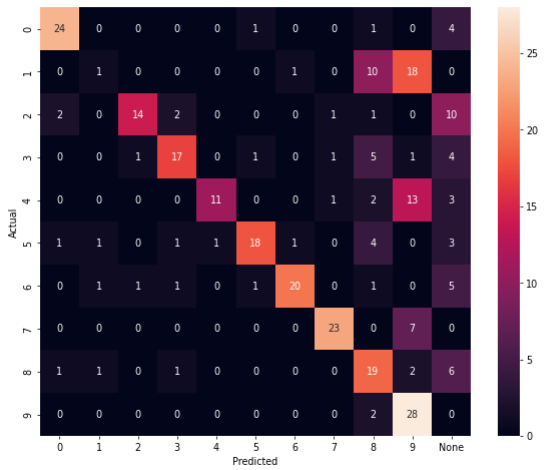 0 24 0 0 0 0 1 0 0 1 0 4
1 0 1 0 0 0 0 1 0 10 18 0
2 2 0 14 2 0 0 0 1 1 0 10
3 0 0 1 17 0 1 0 1 5 1 4
4 0 0 0 0 11 0 0 1 2 13 3
5 1 1 0 1 1 18 1 0 4 0 3
6 0 1 1 1 0 1 20 0 1 0 5
7 0 0 0 0 0 0 0 23 0 7 0
8 1 1 0 1 0 0 0 0 19 2 6
9 0 0 0 0 0 0 0 0 2 28 0
0 1 2 3 4 5 6 7 8 9 None
Actual
Predicted
25
20
15
10
5
0